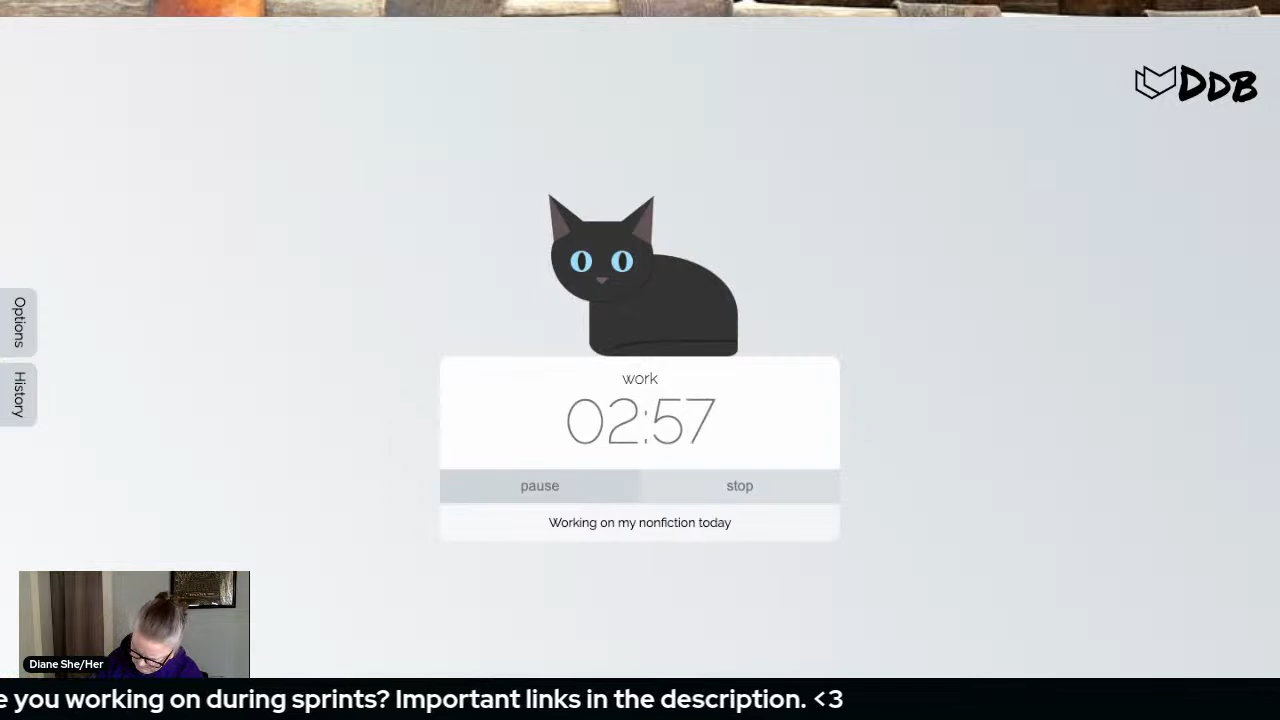 DDB
Options
History
work
02:57
pause
stop
Working on my nonfiction today
Diane She/Her
e you working on during sprints? Important links in the description. <3